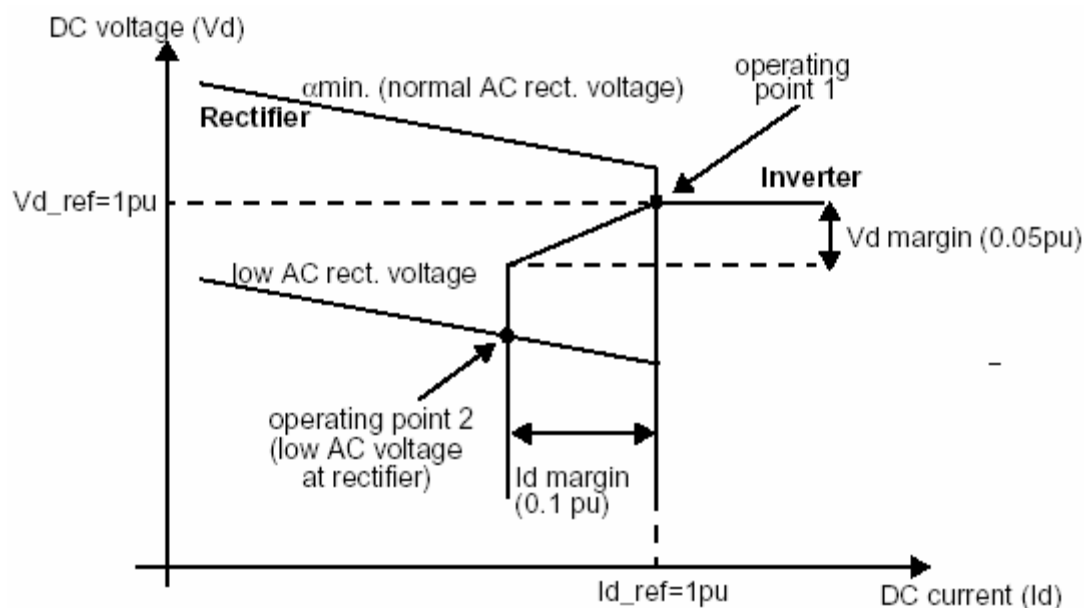 DC voltage (Vd)
operating
point 1
αmin. (normal AC rect. voltage)
Rectifier
Inverter
Vd_ref=1pu
Vd margin (0.05pu)
low AC rect. voltage
operating point 2
(low AC voltage
at rectifier)
Id margin
(0.1 pu)
Id_ref=1pu
DC current (Id)